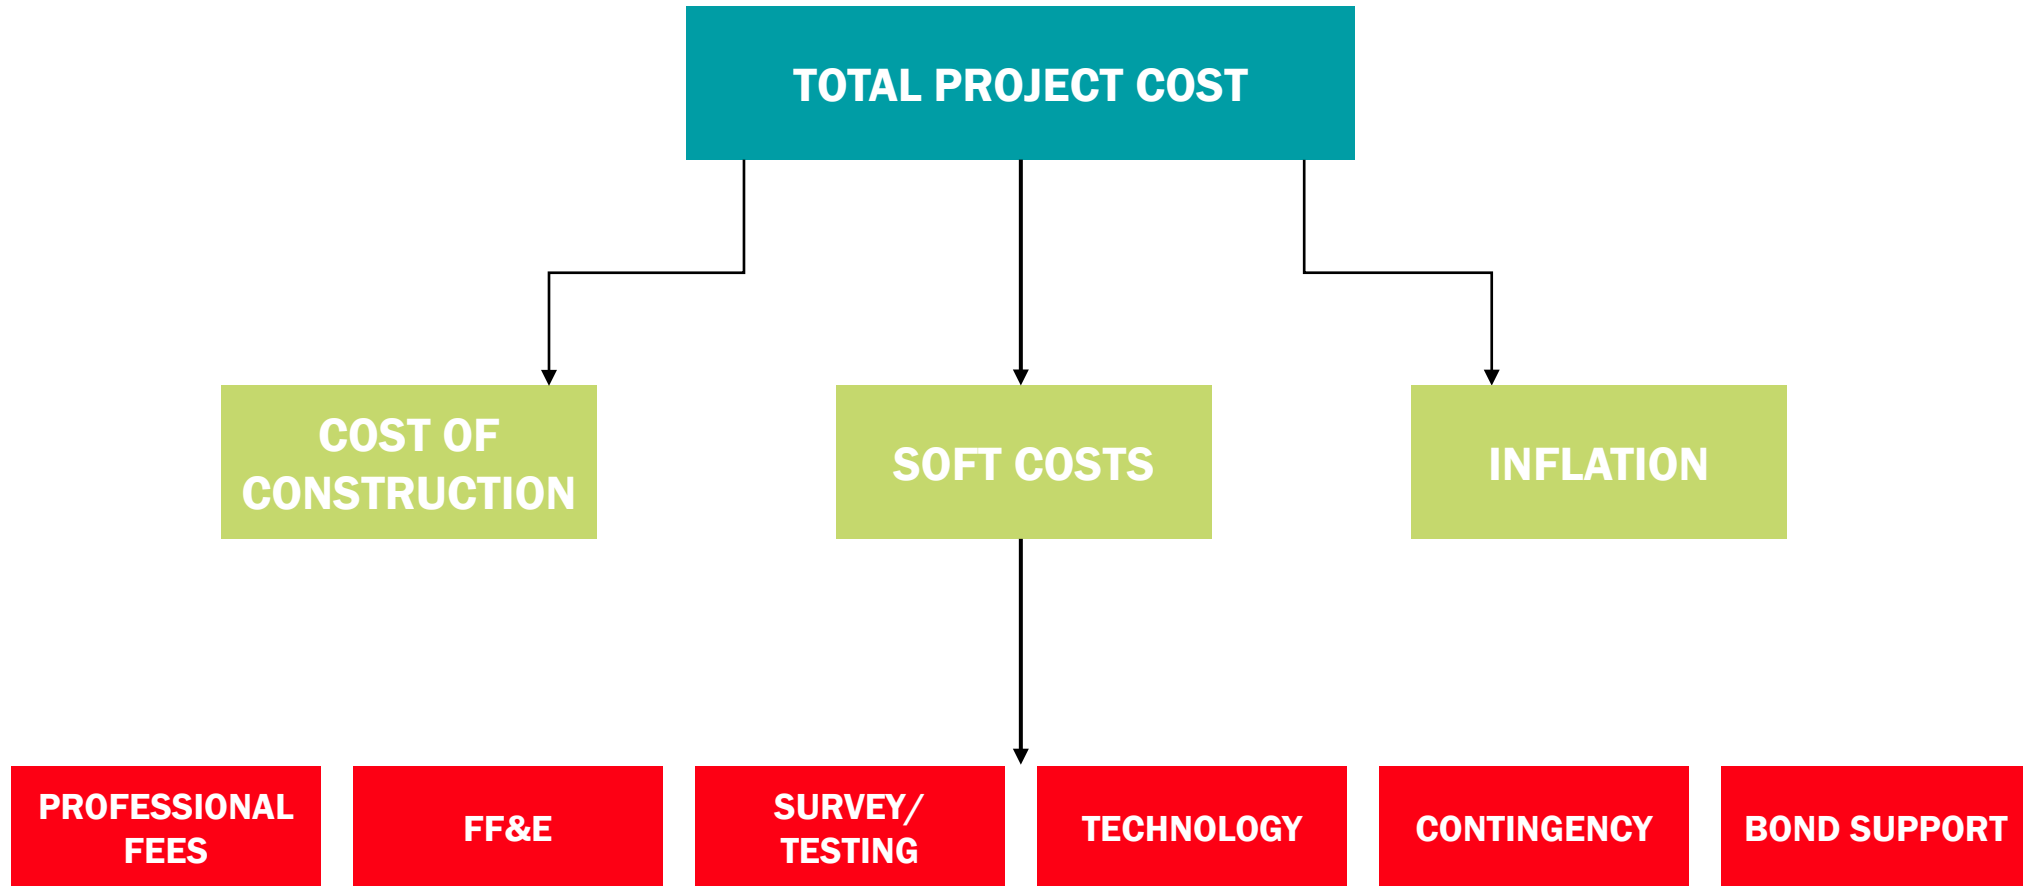 TOTAL PROJECT COST
COST OF
CONSTRUCTION
SOFT COSTS
INFLATION
PROFESSIONAL
FEES
FF&E
SURVEY/
TESTING
TECHNOLOGY
CONTINGENCY
BOND SUPPORT